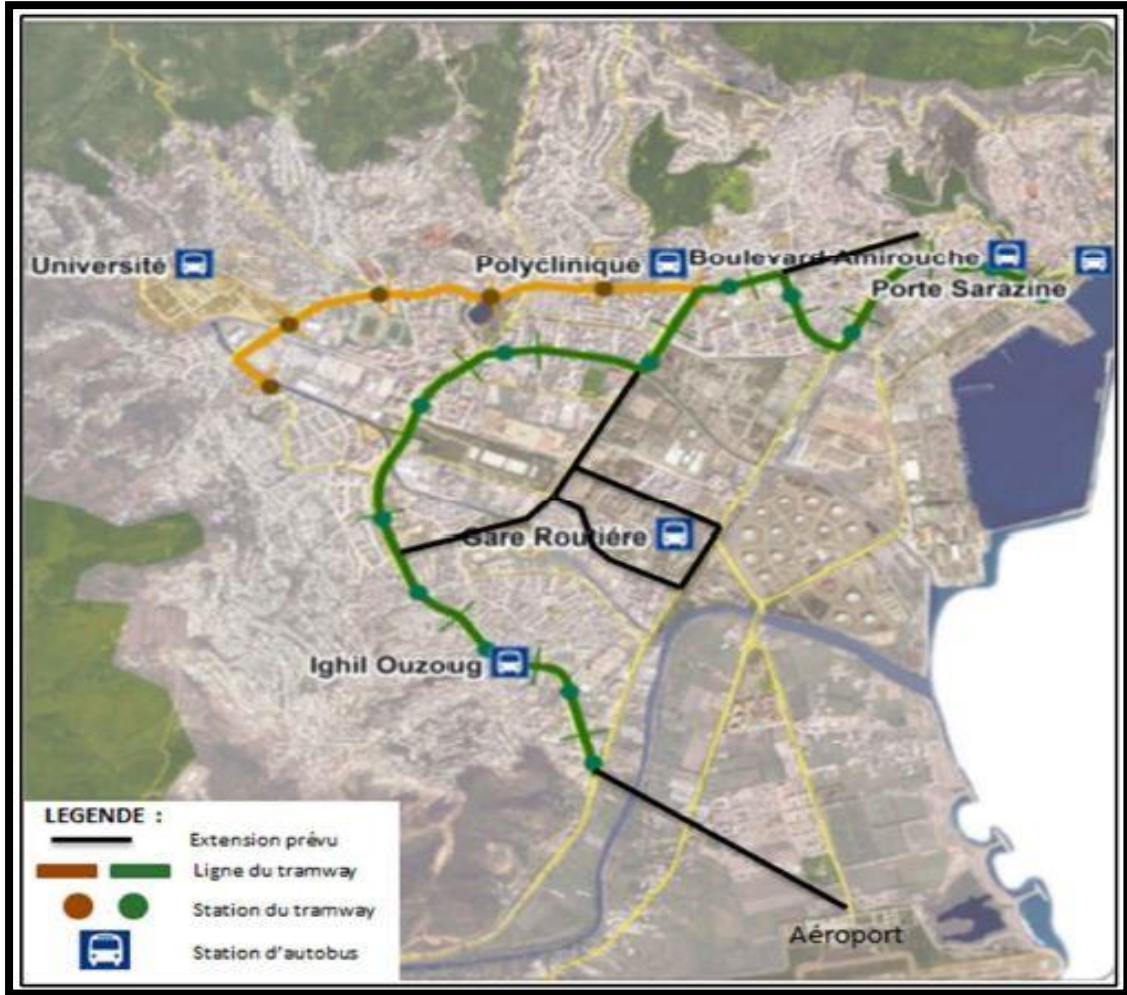 Université
Polyclinique
Boulevard Amirouche
Porte Sarazine
Gare Routiére
Ighil Ouzoug
Aéroport
LEGENDE :
Extension prévu
Ligne du tramway
Station du tramway
Station d'autobus